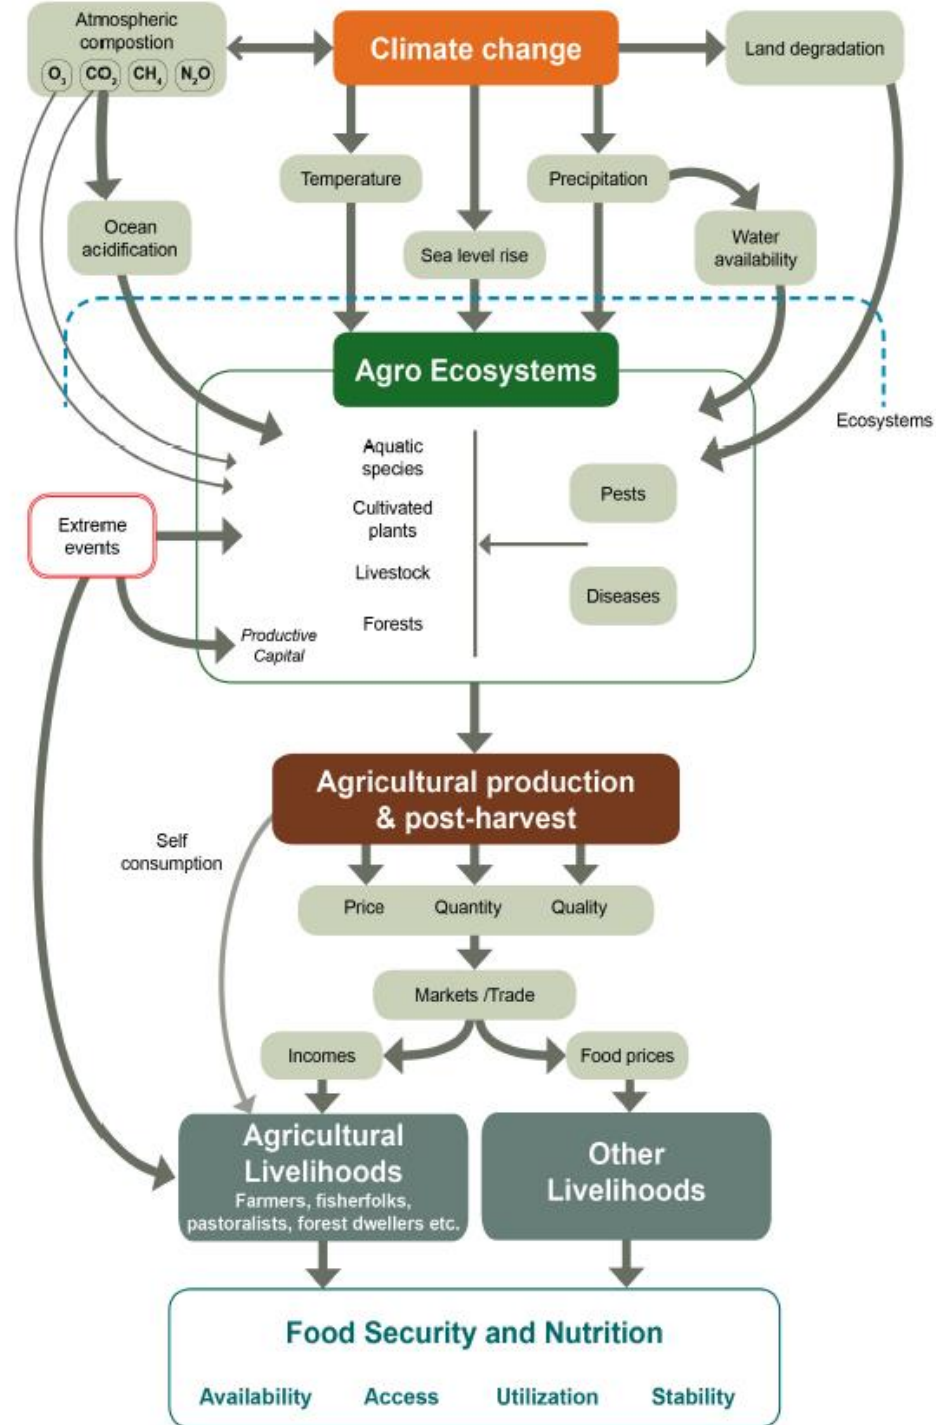 Atmospheric
compostion
O3 CO2 CH4 N2O
Climate change
Land degradation
Temperature
Precipitation
Ocean
acidification
Sea level rise
Water
availability
Agro Ecosystems
Ecosystems
Aquatic
species
Cultivated
plants
Livestock
Forests
Pests
Diseases
Extreme
events
Productive
Capital
Agricultural production
& post-harvest
Self
consumption
Price Quantity Quality
Markets /Trade
Incomes
Food prices
Agricultural
Livelihoods
Farmers, fisherfolks,
pastoralists, forest dwellers etc.
Other
Livelihoods
Food Security and Nutrition
Availability Access Utilization Stability